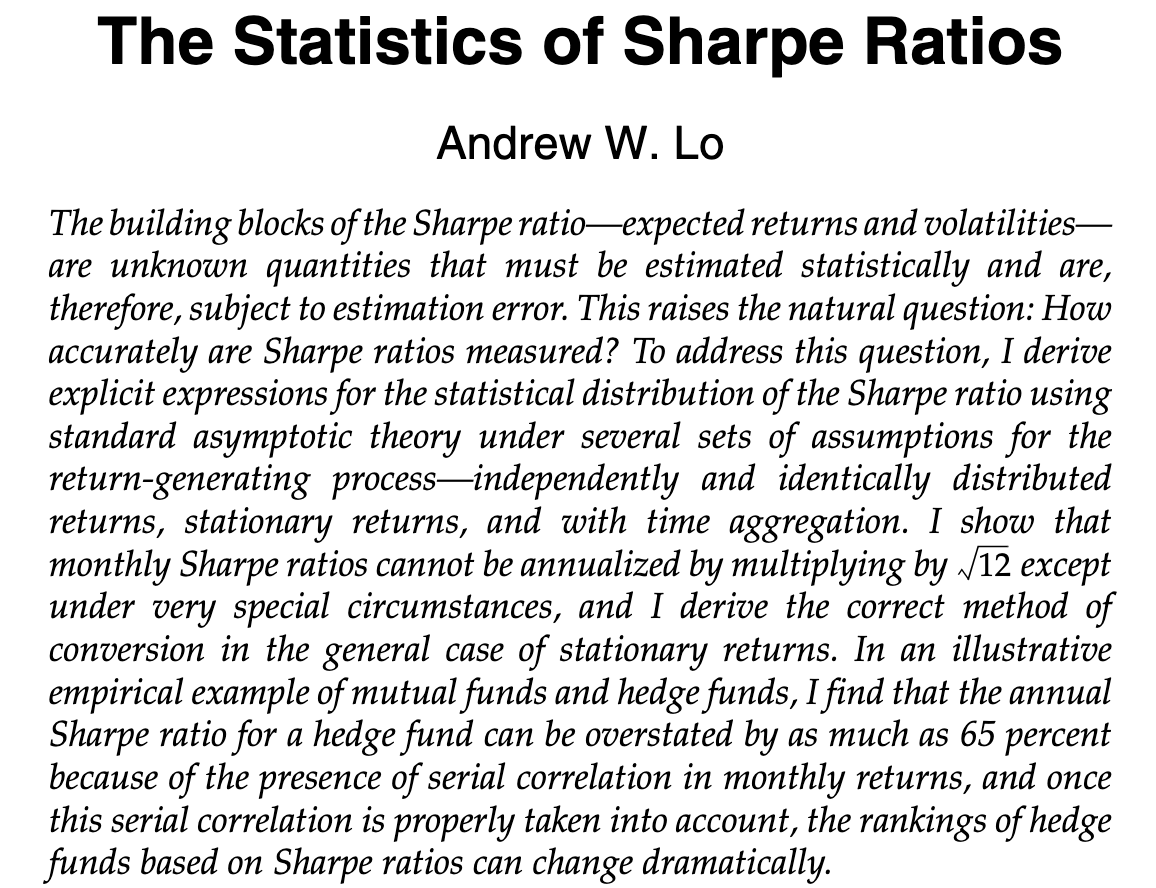 The Statistics of Sharpe Ratios
Andrew W. Lo
The building blocks of the Sharpe ratio—expected returns and volatilities—
are unknown quantities that must be estimated statistically and are,
therefore, subject to estimation error. This raises the natural question: How
accurately are Sharpe ratios measured? To address this question, I derive
explicit expressions for the statistical distribution of the Sharpe ratio using
standard asymptotic theory under several sets of assumptions for the
return-generating process—independently and identically distributed
returns, stationary returns, and with time aggregation. I show that
monthly Sharpe ratios cannot be annualized by multiplying by √12 except
under very special circumstances, and I derive the correct method of
conversion in the general case of stationary returns. In an illustrative
empirical example of mutual funds and hedge funds, I find that the annual
Sharpe ratio for a hedge fund can be overstated by as much as 65 percent
because of the presence of serial correlation in monthly returns, and once
this serial correlation is properly taken into account, the rankings of hedge
funds based on Sharpe ratios can change dramatically.